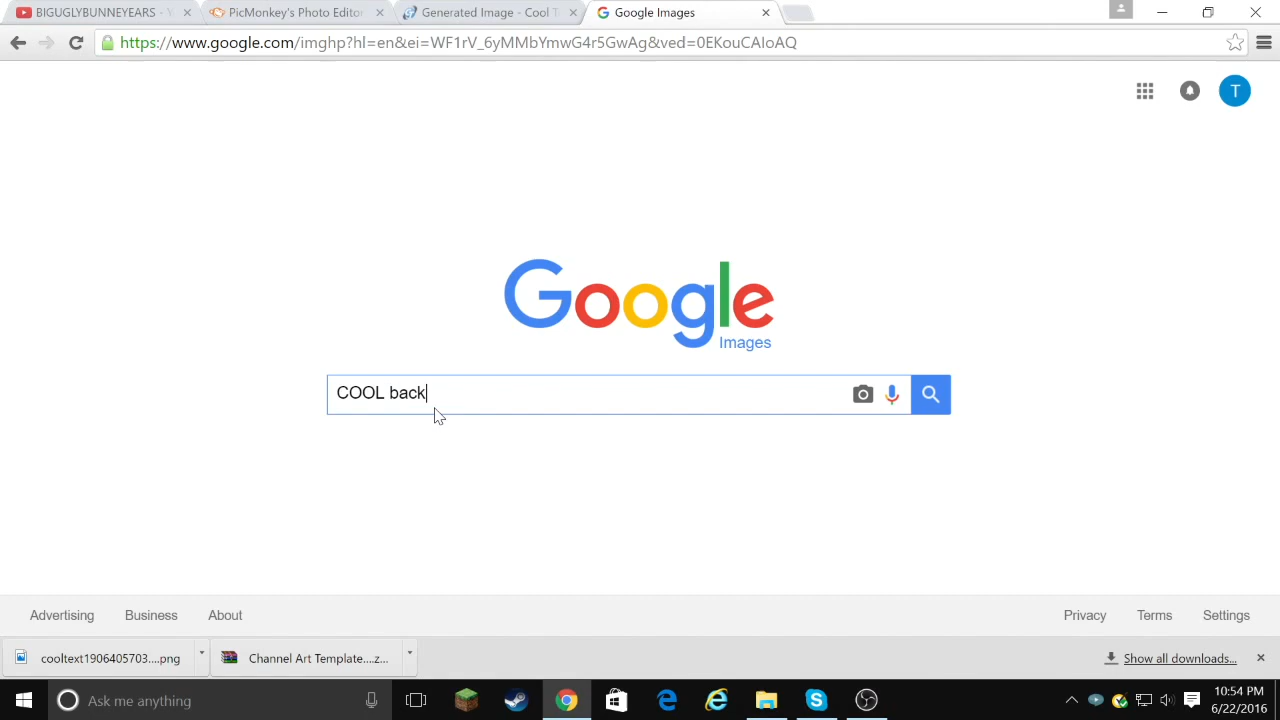 BIGUGLYBUNNEYEARS - Y
PicMonkey's Photo Editor
Generated Image - Cool T
Google Images
https://www.google.com/imghp?hl=en&ei=WF1rV_6yMMbYmwG4r5GwAg&ved=0EKouCAIoAQ
T
Google
Images
COOL back
Advertising
Business
About
Privacy
Terms
Settings
cooltext1906405703....png
Channel Art Template....z...
Show all downloads...
Ask me anything
10:54 PM
6/22/2016